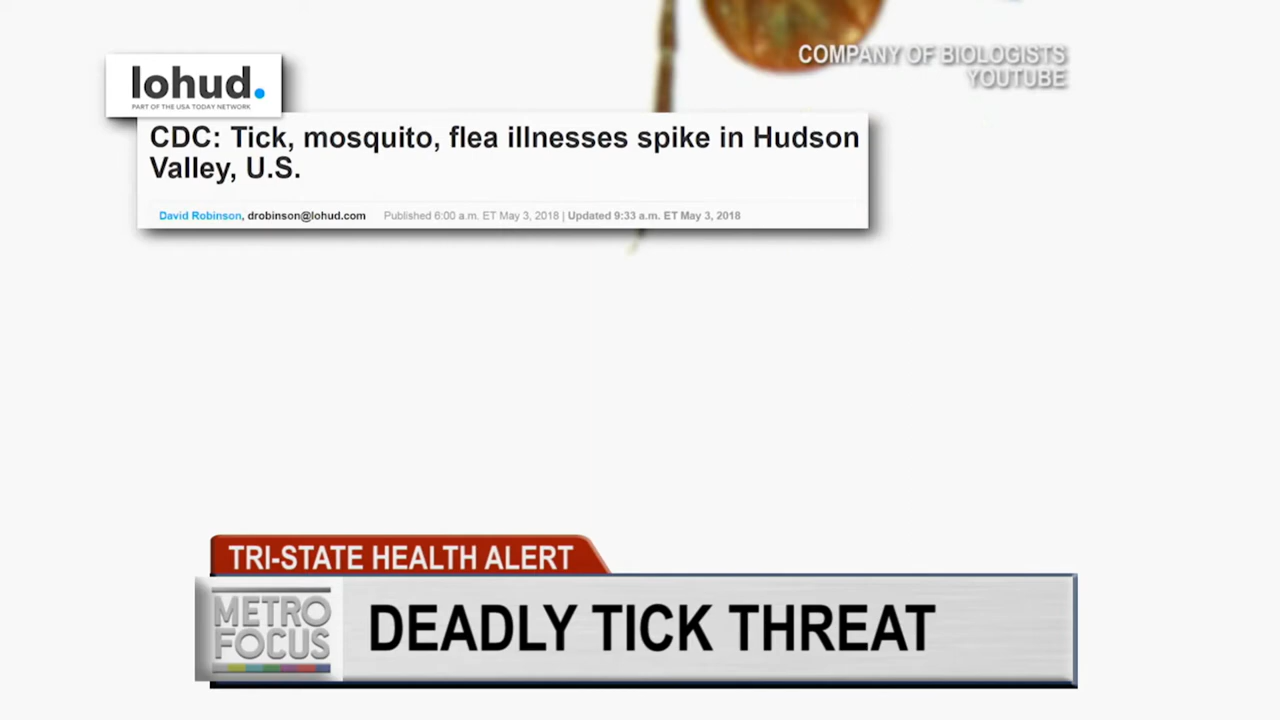 COMPANY OF BIOLOGISTS
YOUTUBE
lohud.
PART OF THE USA TODAY NETWORK
CDC: Tick, mosquito, flea illnesses spike in Hudson
Valley, U.S.
David Robinson, drobinson@lohud.com Published 6:00 a.m. ET May 3, 2018 | Updated 9:33 a.m. ET May 3, 2018
TRI-STATE HEALTH ALERT
METRO
FOCUS
DEADLY TICK THREAT